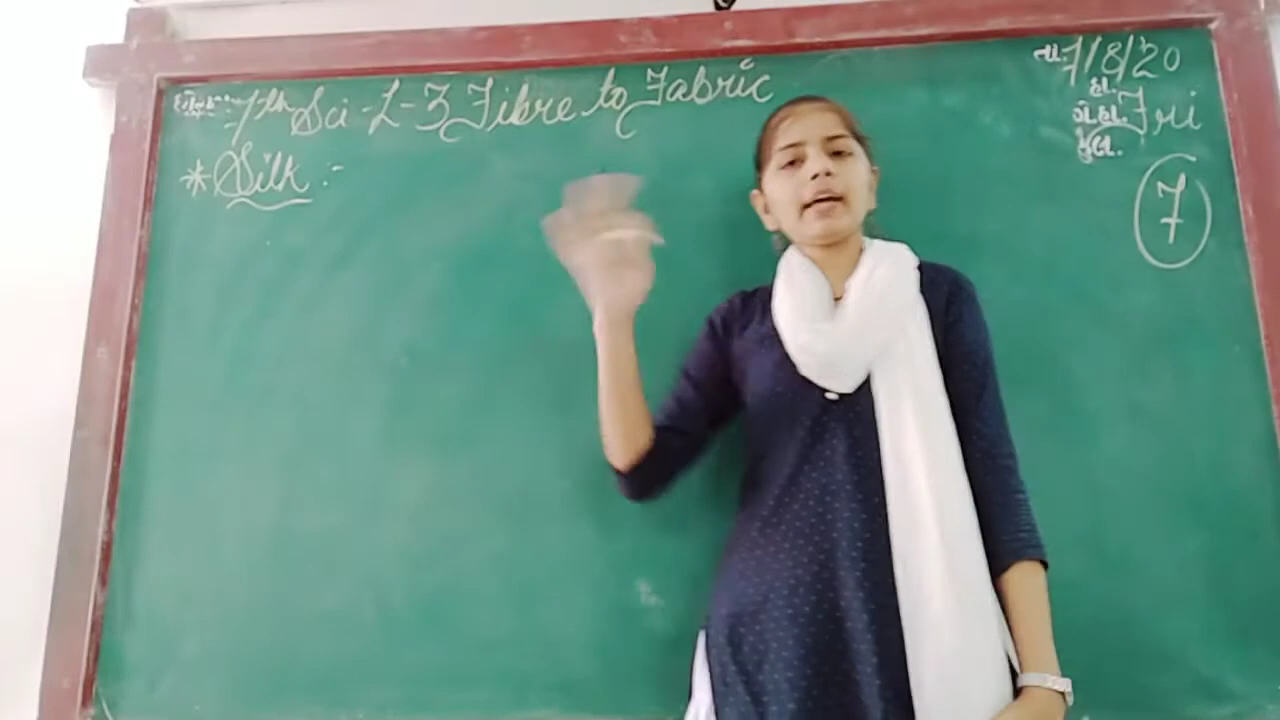 7th Sci - L-3 Fibre to Fabric
* Silk :-
તા. 7/8/20
હા.
ગે.હા. Fri
કુલ.
7